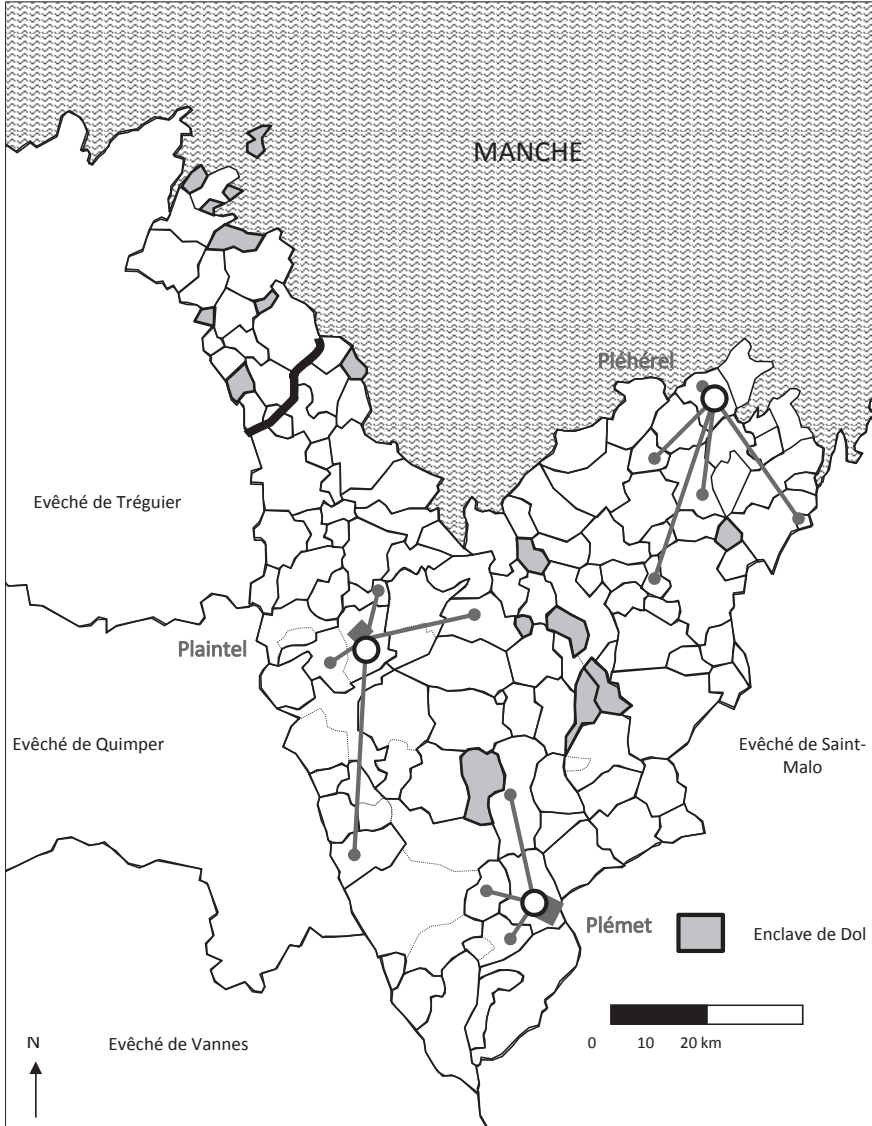 MANCHE
Pléhérel
Evêché de Tréguier
Plaintel
Evêché de Quimper
Evêché de Saint-
Malo
Plémet
Enclave de Dol
0 10 20 km
N
Evêché de Vannes